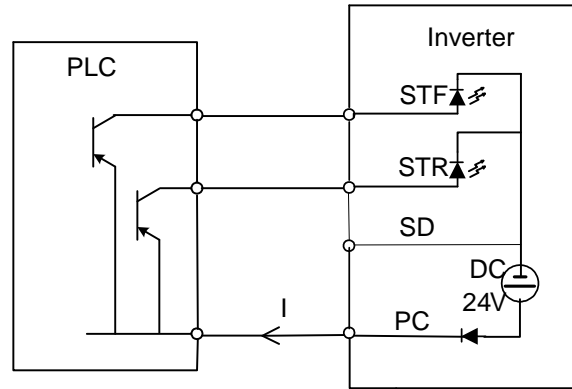 Inverter
PLC
STF
STR
SD
DC
24V
I
PC